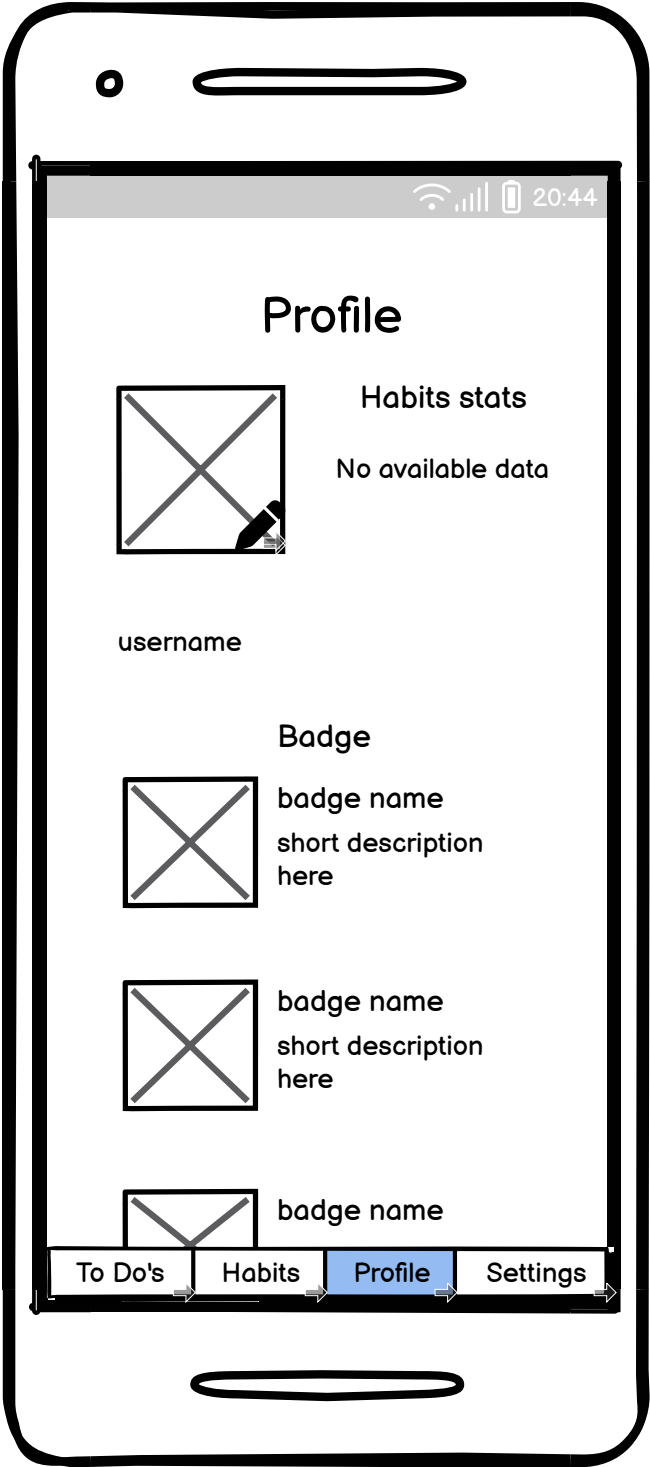 20:44
Profile
Habits stats
No available data
username
Badge
badge name
short description
here
badge name
short description
here
badge name
To Do's
Habits
Profile
Settings